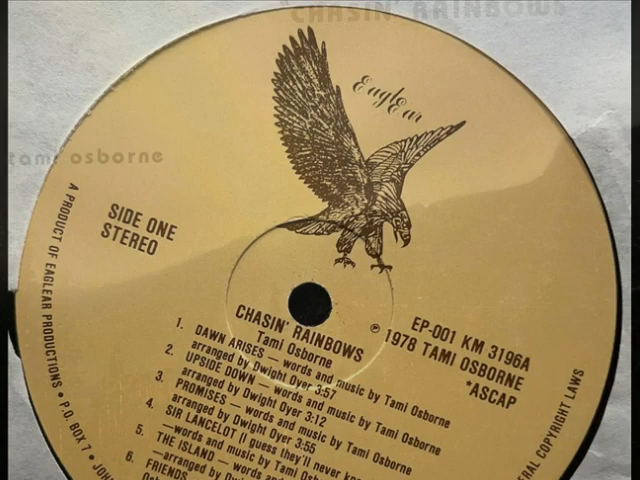 "CHASIN' RAINBOWS
tami osborne
EaglEar
SIDE ONE
STEREO
A PRODUCT OF EAGLEAR PRODUCTIONS • P.O. BOX 7 •
CHASIN' RAINBOWS
Tami Osborne
EP-001 KM 3196A
℗ 1978 TAMI OSBORNE
*ASCAP
1. DAWN ARISES — words and music by Tami Osborne
arranged by Dwight Dyer 3:57
2. UPSIDE DOWN — words and music by Tami Osborne
arranged by Dwight Oyer 3:12
3. PROMISES — words and music by Tami Osborne
arranged by Dwight Oyer 3:55
4. SIR LANCELOT (I guess they'll never
—words and music by Tami
5. THE ISLAND — words and
—arranged by
6. FRIENDS
COPYRIGHT LAWS